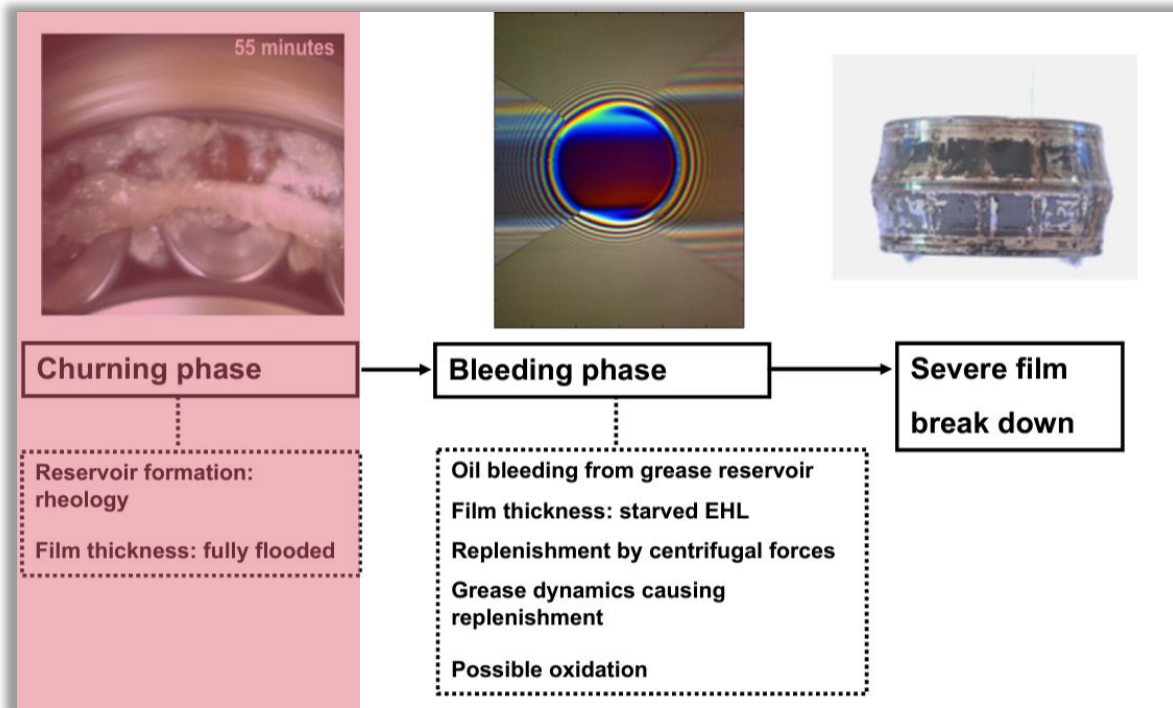 55 minutes
Churning phase
Bleeding phase
Severe film
break down
Reservoir formation:
rheology
Film thickness: fully flooded
Oil bleeding from grease reservoir
Film thickness: starved EHL
Replenishment by centrifugal forces
Grease dynamics causing
replenishment
Possible oxidation